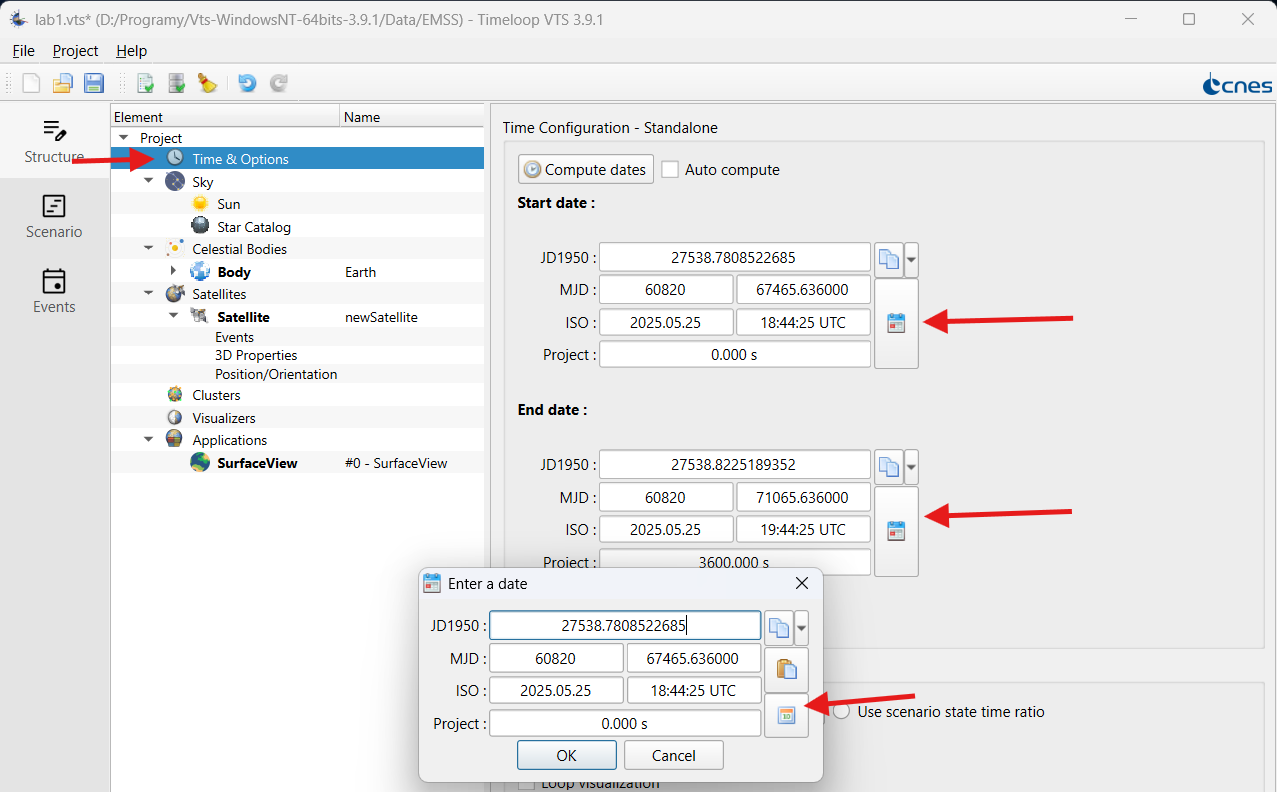 lab1.vts* (D:/Programy/Vts-WindowsNT-64bits-3.9.1/Data/EMSS) - Timeloop VTS 3.9.1
File Project Help
cnes
Structure
Scenario
Events
Element Name
Project
Time & Options
Sky
Sun
Star Catalog
Celestial Bodies
Body Earth
Satellites
Satellite newSatellite
Events
3D Properties
Position/Orientation
Clusters
Visualizers
Applications
SurfaceView #0 - SurfaceView
Time Configuration - Standalone
Compute dates Auto compute
Start date :
JD1950 : 27538.7808522685
MJD : 60820 67465.636000
ISO : 2025.05.25 18:44:25 UTC
Project : 0.000 s
End date :
JD1950 : 27538.8225189352
MJD : 60820 71065.636000
ISO : 2025.05.25 19:44:25 UTC
Project : 3600.000 s
Enter a date
JD1950 : 27538.7808522685
MJD : 60820 67465.636000
ISO : 2025.05.25 18:44:25 UTC
Project : 0.000 s
OK Cancel
Use scenario state time ratio
Loop visualization